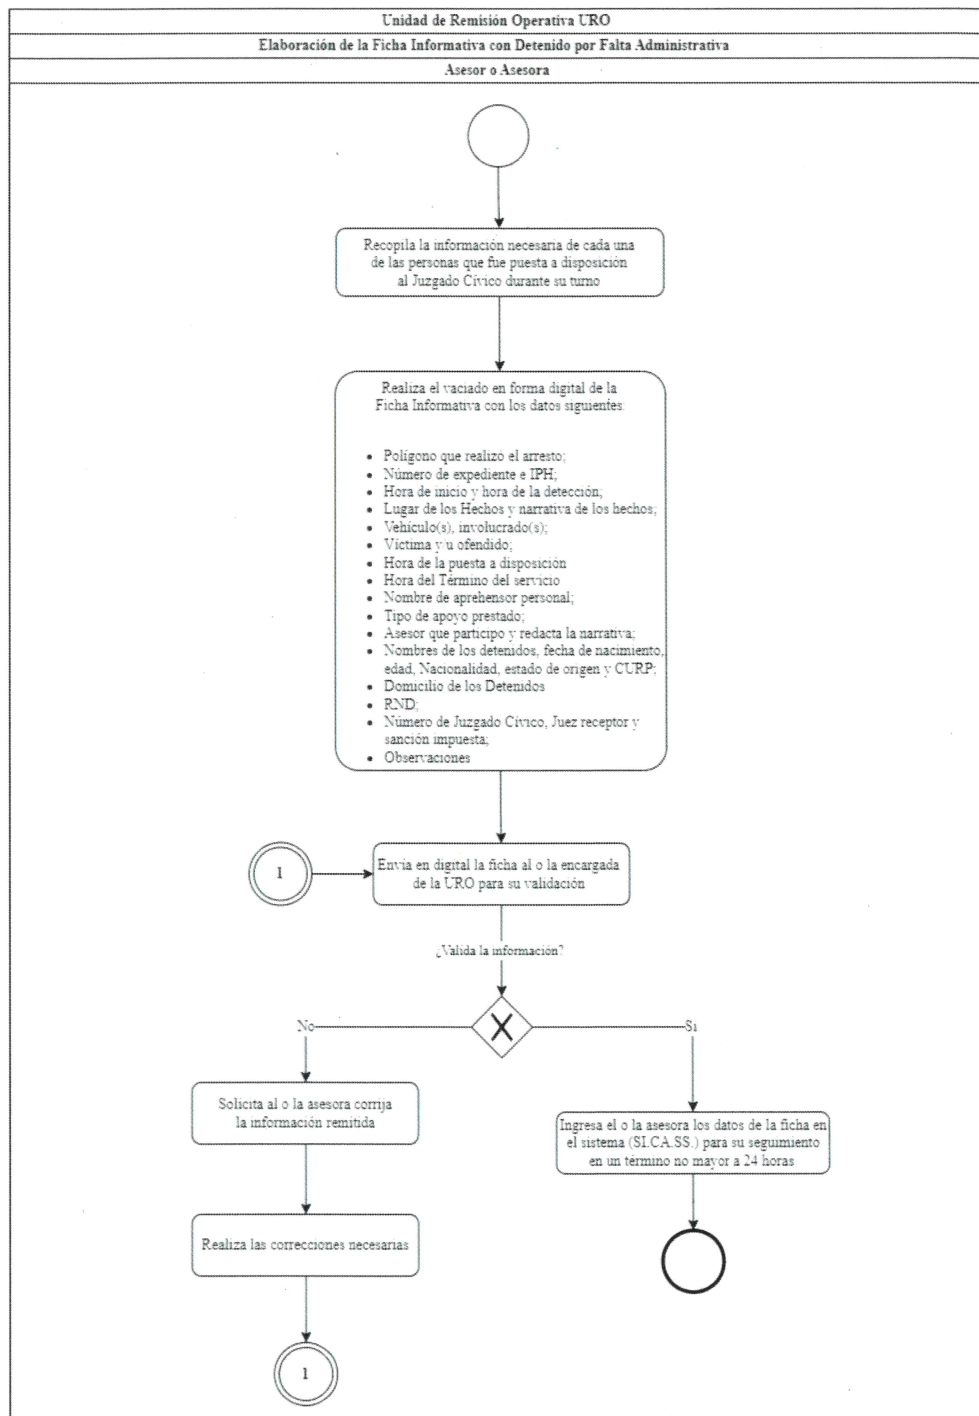 Unidad de Remisión Operativa URO
Elaboración de la Ficha Informativa con Detenido por Falta Administrativa
Asesor o Asesora
Recopila la información necesaria de cada una
de las personas que fue puesta a disposición
al Juzgado Cívico durante su turno
Realiza el vaciado en forma digital de la
Ficha Informativa con los datos siguientes:
• Polígono que realizó el arresto;
• Número de expediente e IPH;
• Hora de inicio y hora de la detección;
• Lugar de los Hechos y narrativa de los hechos;
• Vehículo(s), involucrado(s);
• Víctima y u ofendido;
• Hora de la puesta a disposición
• Hora del Término del servicio
• Nombre de aprehensor personal;
• Tipo de apoyo prestado;
• Asesor que participo y redacta la narrativa;
• Nombres de los detenidos, fecha de nacimiento,
edad, Nacionalidad, estado de origen y CURP;
• Domicilio de los Detenidos
• RND;
• Número de Juzgado Cívico, Juez receptor y
sanción impuesta;
• Observaciones
1
Envía en digital la ficha al o la encargada
de la URO para su validación
¿Valida la información?
No
Si
Solicita al o la asesora corrija
la información remitida
Ingresa el o la asesora los datos de la ficha en
el sistema (SI.CA.SS.) para su seguimiento
en un término no mayor a 24 horas
Realiza las correcciones necesarias
1